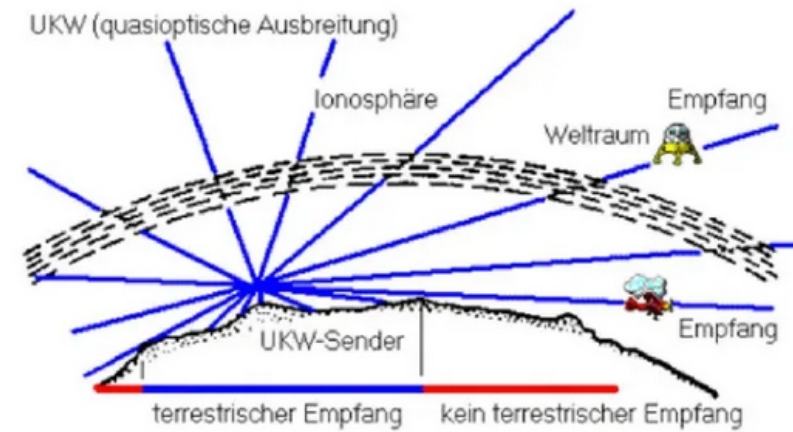 UKW (quasioptische Ausbreitung)
Ionosphäre
Empfang
Weltraum
UKW-Sender
Empfang
terrestrischer Empfang
kein terrestrischer Empfang